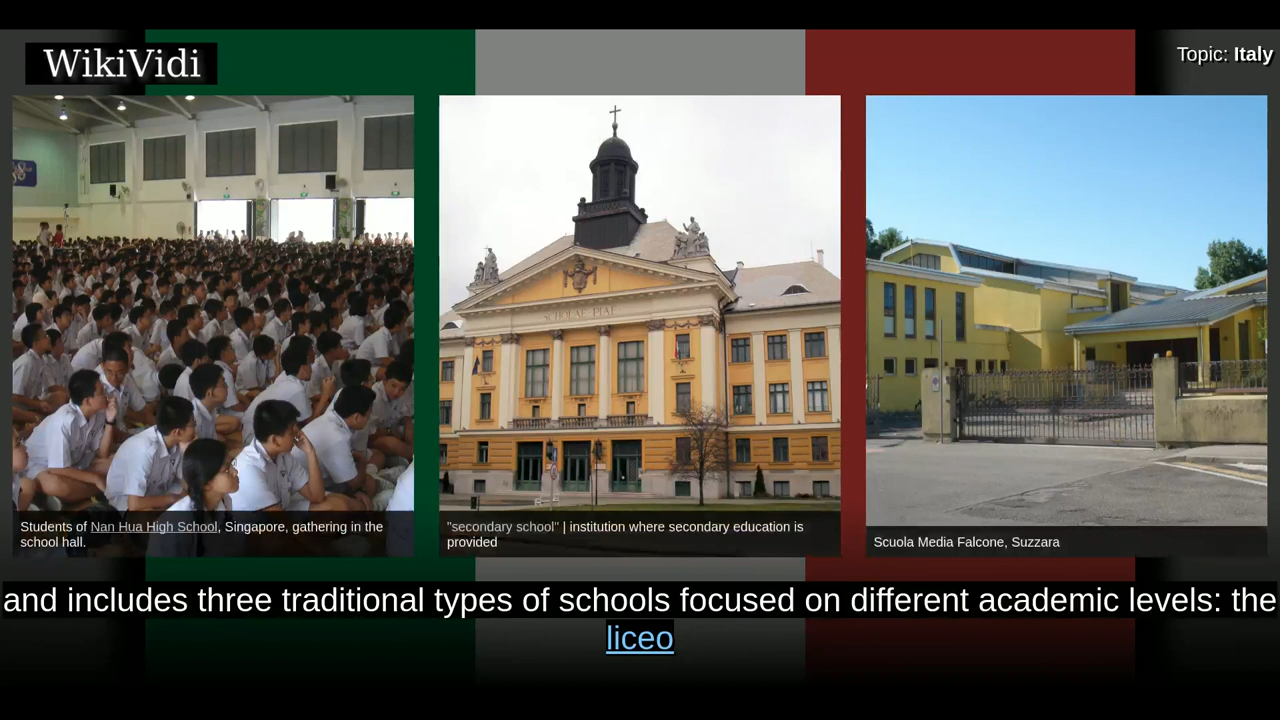 WikiVidi
Topic: Italy
SCHOLAE PIAE
Students of Nan Hua High School, Singapore, gathering in the
school hall.
"secondary school" | institution where secondary education is
provided
Scuola Media Falcone, Suzzara
and includes three traditional types of schools focused on different academic levels: the
liceo